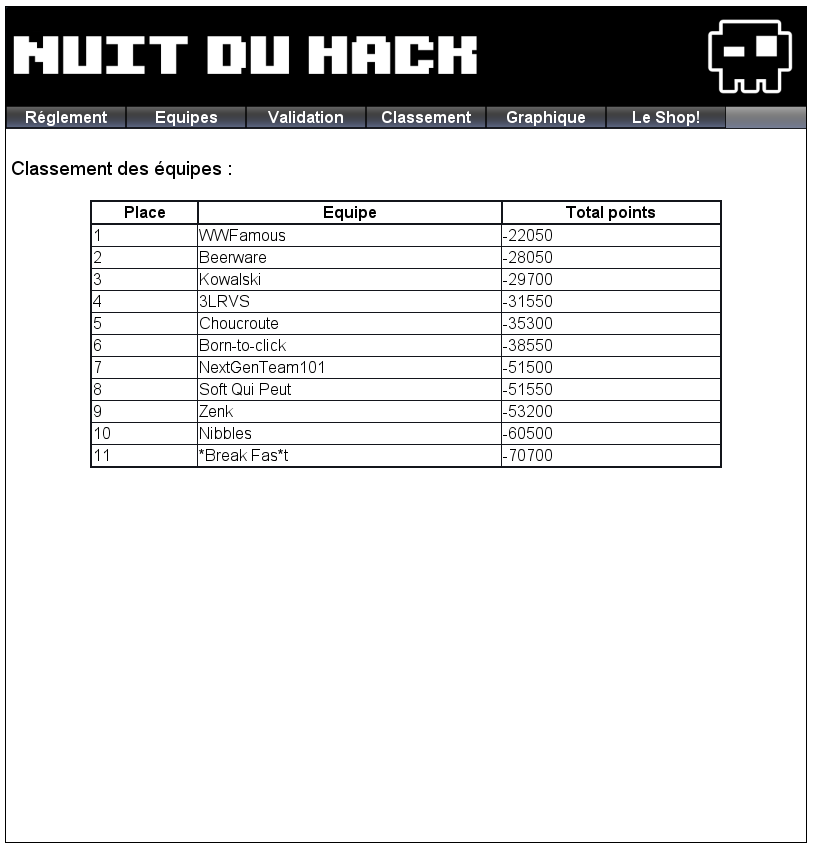 NUIT DU HACK
Réglement Equipes Validation Classement Graphique Le Shop!
Classement des équipes :
Place Equipe Total points
1 WWFamous -22050
2 Beerware -28050
3 Kowalski -29700
4 3LRVS -31550
5 Choucroute -35300
6 Born-to-click -38550
7 NextGenTeam101 -51500
8 Soft Qui Peut -51550
9 Zenk -53200
10 Nibbles -60500
11 *Break Fas*t -70700